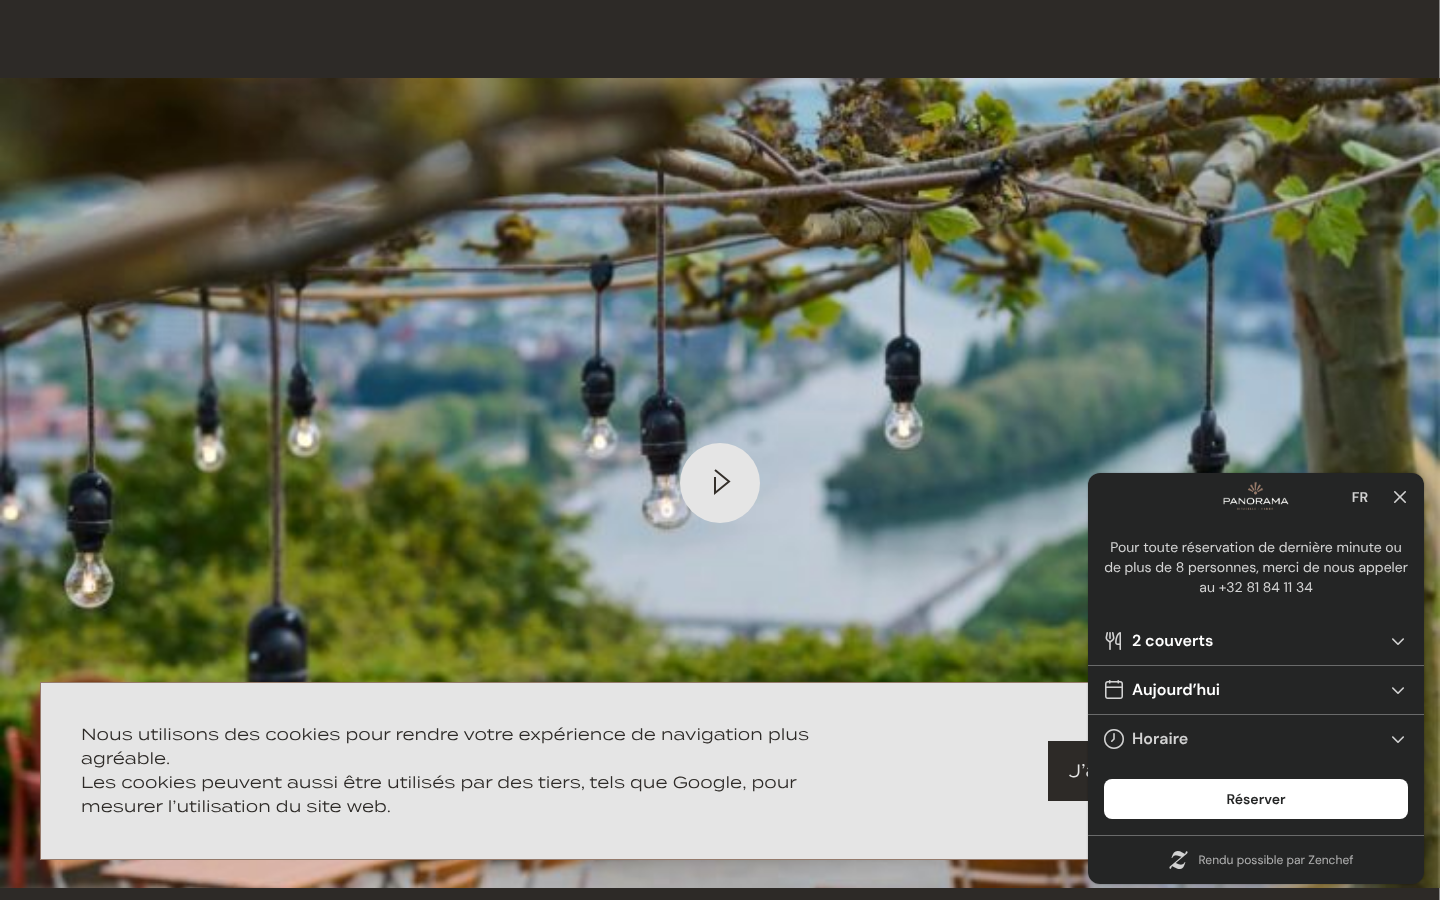 PANORAMA
FR
Pour toute réservation de dernière minute ou
de plus de 8 personnes, merci de nous appeler
au +32 81 84 11 34
2 couverts
Aujourd’hui
Horaire
Réserver
Rendu possible par Zenchef
Nous utilisons des cookies pour rendre votre expérience de navigation plus
agréable.
Les cookies peuvent aussi être utilisés par des tiers, tels que Google, pour
mesurer l’utilisation du site web.